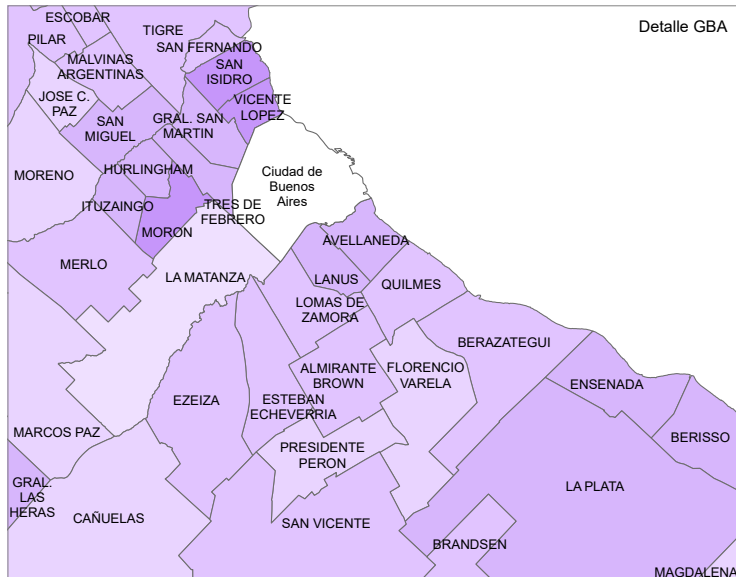 ESCOBAR
Detalle GBA
TIGRE
PILAR
SAN FERNANDO
MALVINAS
ARGENTINAS
SAN
ISIDRO
JOSE C.
PAZ
VICENTE
LOPEZ
SAN
MIGUEL
GRAL. SAN
MARTIN
HURLINGHAM
Ciudad de
Buenos
Aires
MORENO
ITUZAINGO
TRES DE
FEBRERO
MORON
AVELLANEDA
MERLO
LA MATANZA
LANUS
QUILMES
LOMAS DE
ZAMORA
BERAZATEGUI
ALMIRANTE
BROWN
FLORENCIO
VARELA
ENSENADA
EZEIZA
ESTEBAN
ECHEVERRIA
MARCOS PAZ
BERISSO
PRESIDENTE
PERON
GRAL.
LAS
HERAS
LA PLATA
CAÑUELAS
SAN VICENTE
BRANDSEN
MAGDALENA